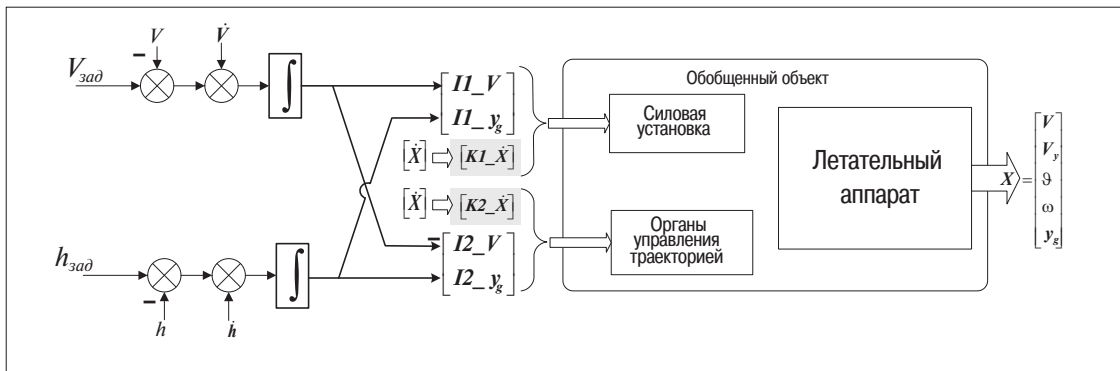 V
V̇
−
V_зад
∫
I1_V
I1_y_g
[Ẋ] ⇨ [K1_Ẋ]
[Ẋ] ⇨ [K2_Ẋ]
−
I2_V
I2_y_g
h_зад
−
∫
h
ḣ
Обобщенный объект
Силовая
установка
Летательный
аппарат
Органы
управления
траекторией
X =
V
V_y
ϑ
ω
y_g